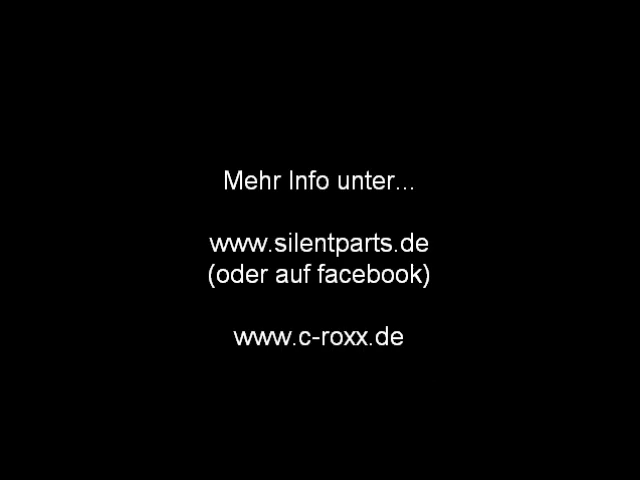 Mehr Info unter...
www.silentparts.de
(oder auf facebook)
www.c-roxx.de